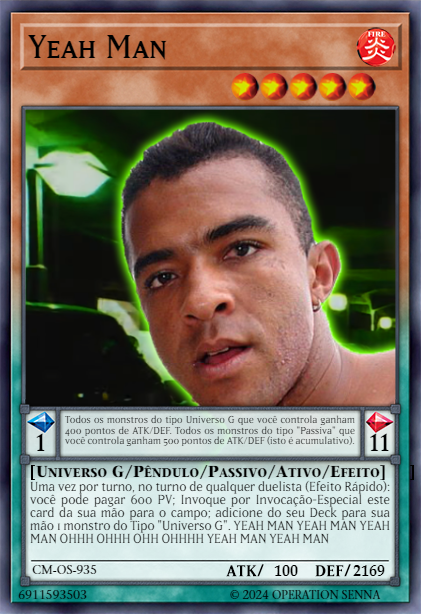 Yeah Man
FIRE
炎
Todos os monstros do tipo Universo G que você controla ganham
400 pontos de ATK/DEF. Todos os monstros do tipo "Passiva" que
você controla ganham 500 pontos de ATK/DEF (isto é acumulativo).
1
11
[Universo G/Pêndulo/Passivo/Ativo/Efeito]
Uma vez por turno, no turno de qualquer duelista (Efeito Rápido):
você pode pagar 600 PV; Invoque por Invocação-Especial este
card da sua mão para o campo; adicione do seu Deck para sua
mão 1 monstro do Tipo "Universo G". YEAH MAN YEAH MAN YEAH
MAN OHHH OHHH OHH OHHHH YEAH MAN YEAH MAN
CM-OS-935
ATK/ 100 DEF/2169
6911593503
© 2024 OPERATION SENNA